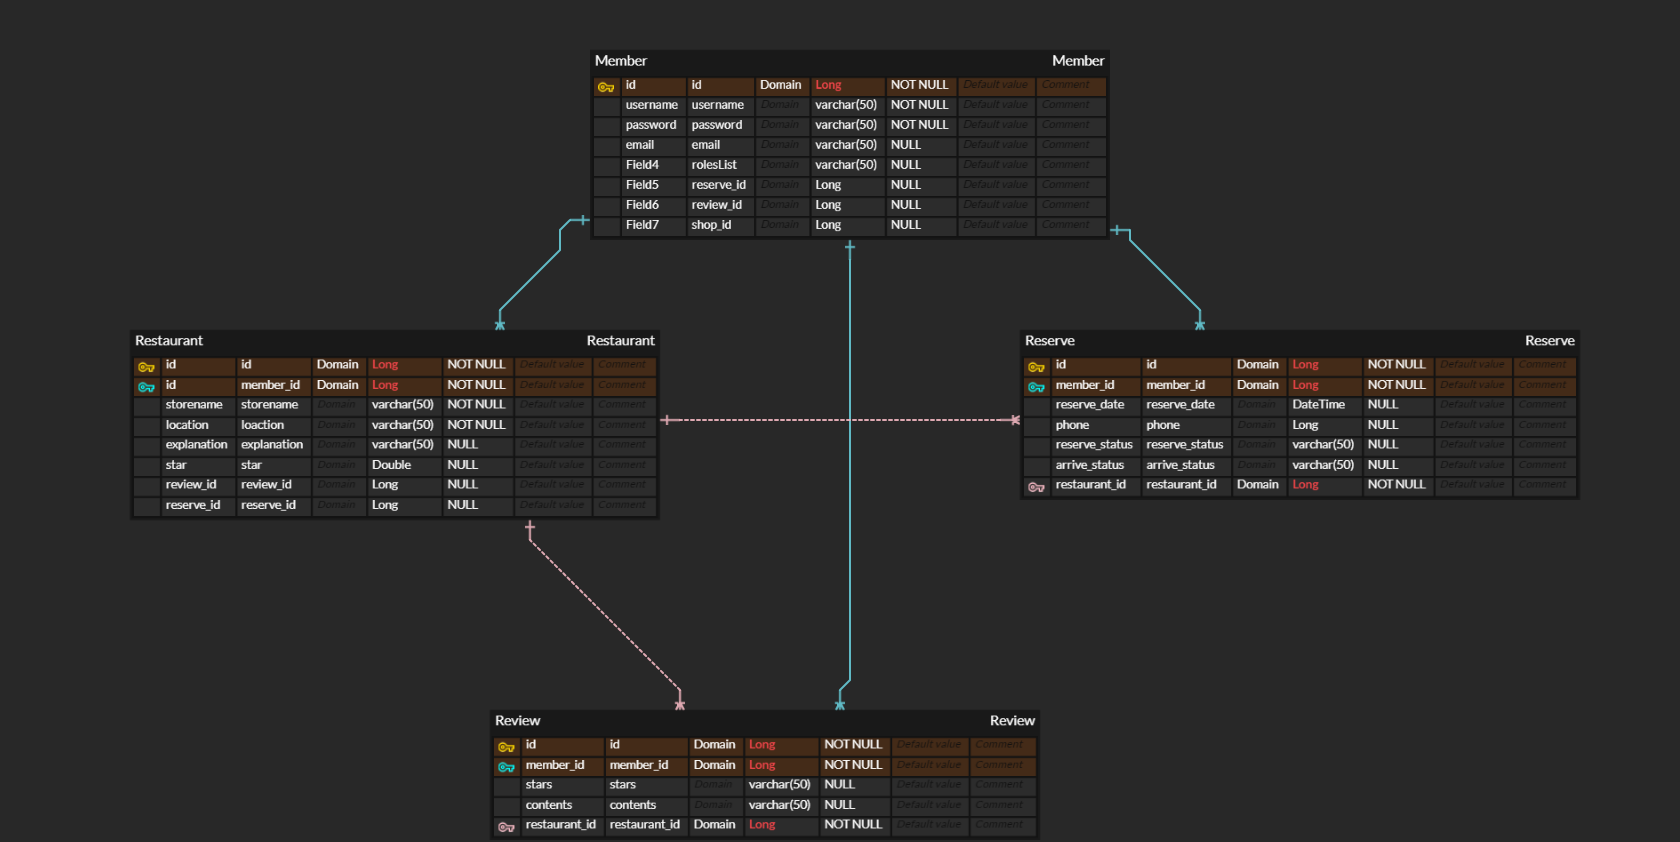 Member Member
id id Domain Long NOT NULL Default value Comment
username username Domain varchar(50) NOT NULL Default value Comment
password password Domain varchar(50) NOT NULL Default value Comment
email email Domain varchar(50) NULL Default value Comment
Field4 rolesList Domain varchar(50) NULL Default value Comment
Field5 reserve_id Domain Long NULL Default value Comment
Field6 review_id Domain Long NULL Default value Comment
Field7 shop_id Domain Long NULL Default value Comment
Restaurant Restaurant
id id Domain Long NOT NULL Default value Comment
id member_id Domain Long NOT NULL Default value Comment
storename storename Domain varchar(50) NOT NULL Default value Comment
location loaction Domain varchar(50) NOT NULL Default value Comment
explanation explanation Domain varchar(50) NULL Default value Comment
star star Domain Double NULL Default value Comment
review_id review_id Domain Long NULL Default value Comment
reserve_id reserve_id Domain Long NULL Default value Comment
Reserve Reserve
id id Domain Long NOT NULL Default value Comment
member_id member_id Domain Long NOT NULL Default value Comment
reserve_date reserve_date Domain DateTime NULL Default value Comment
phone phone Domain Long NULL Default value Comment
reserve_status reserve_status Domain varchar(50) NULL Default value Comment
arrive_status arrive_status Domain varchar(50) NULL Default value Comment
restaurant_id restaurant_id Domain Long NOT NULL Default value Comment
Review Review
id id Domain Long NOT NULL Default value Comment
member_id member_id Domain Long NOT NULL Default value Comment
stars stars Domain varchar(50) NULL Default value Comment
contents contents Domain varchar(50) NULL Default value Comment
restaurant_id restaurant_id Domain Long NOT NULL Default value Comment